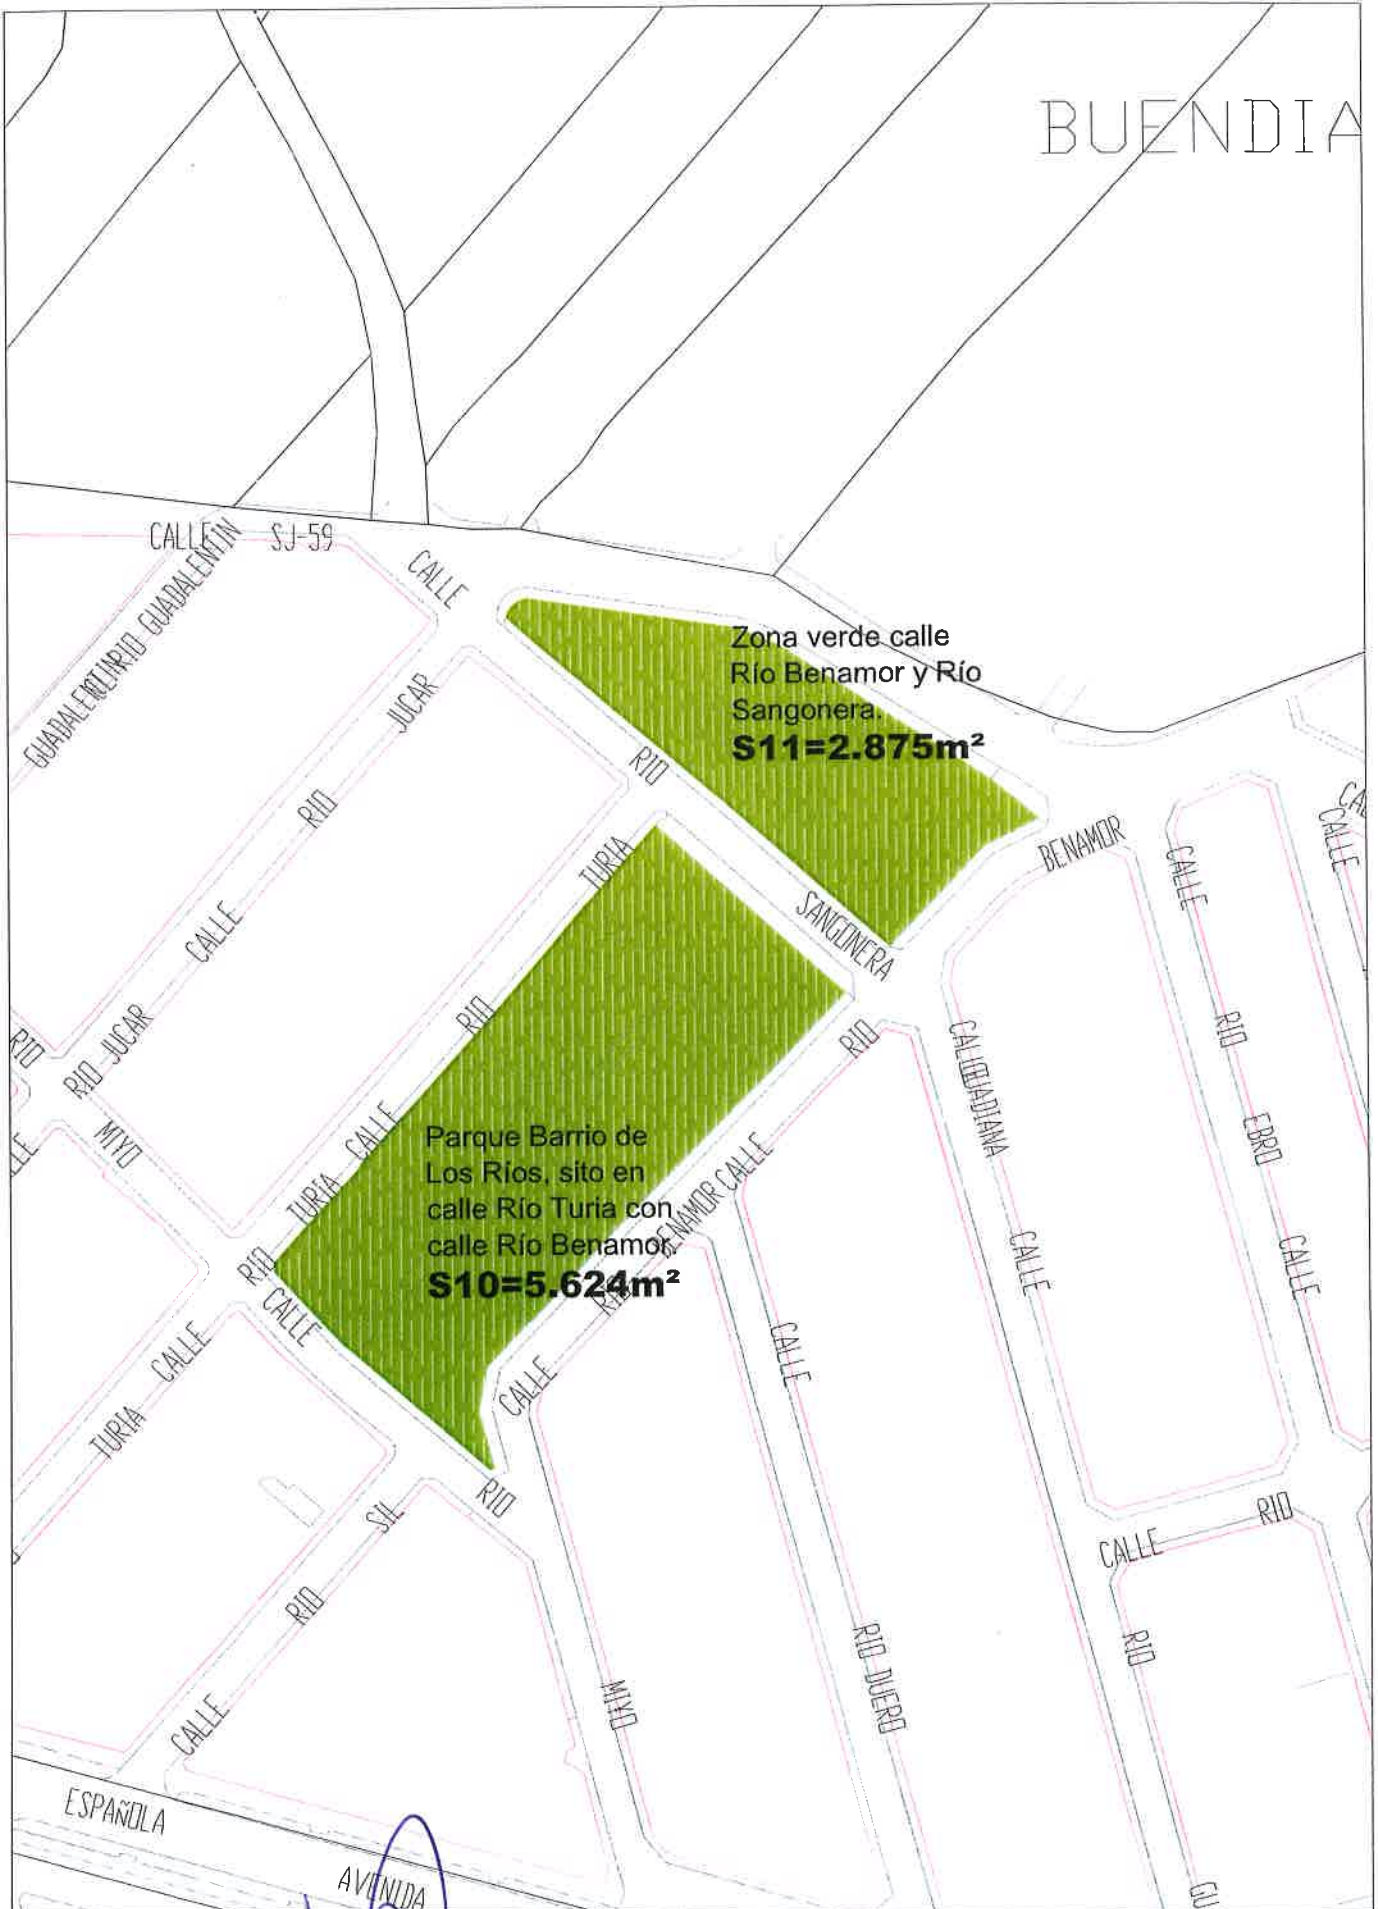 BUENDIA
CALLE
SJ-59
GUADALENTIN
RIO GUADALENTIN
CALLE
Zona verde calle
Río Benamor y Río
Sangonera.
S11=2.875m²
JUCAR
RIO
CALLE
RIO JUCAR
RIO
RIO
TURIA
SANGONERA
BENAMOR
CALLE
CALLE
RIO
EBRO
CALLE
RIO
RIO
CALLE
GUADIANA
CALLE
MIYO
CALLE
TURIA
RIO
CALLE
Parque Barrio de
Los Ríos, sito en
calle Río Turia con
calle Río Benamor.
S10=5.624m²
CALLE
BENAMOR
CALLE
CALLE
CALLE
TURIA
RIO
SIL
RIO
CALLE
CALLE
RIO
RIO
MIYO
RIO DUERO
ESPAÑOLA
AVENIDA
GU